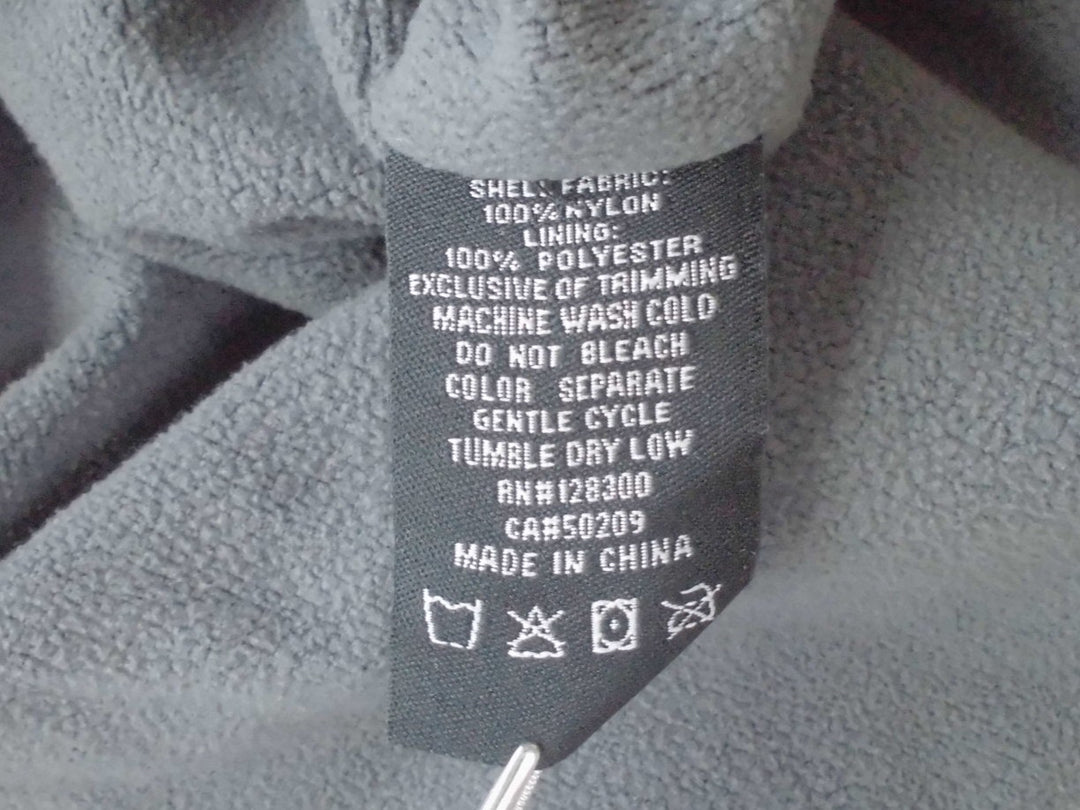 SHELL FABRIC:
100% NYLON
LINING:
100% POLYESTER
EXCLUSIVE OF TRIMMING
MACHINE WASH COLD
DO NOT BLEACH
COLOR SEPARATE
GENTLE CYCLE
TUMBLE DRY LOW
RN#128300
CA#50209
MADE IN CHINA